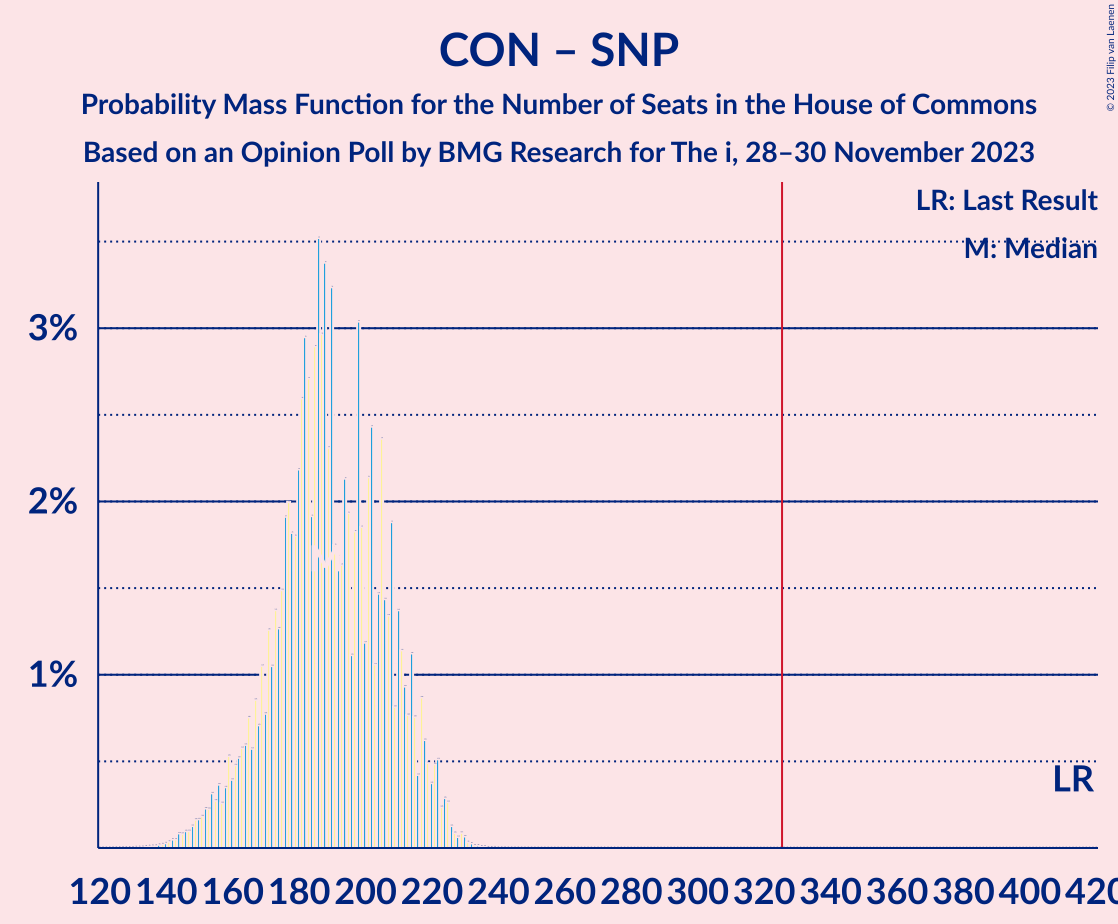 CON – SNP
Probability Mass Function for the Number of Seats in the House of Commons
Based on an Opinion Poll by BMG Research for The i, 28–30 November 2023
© 2023 Filip van Laenen
LR: Last Result
M: Median
3%
2%
1%
LR
120 140 160 180 200 220 240 260 280 300 320 340 360 380 400 420